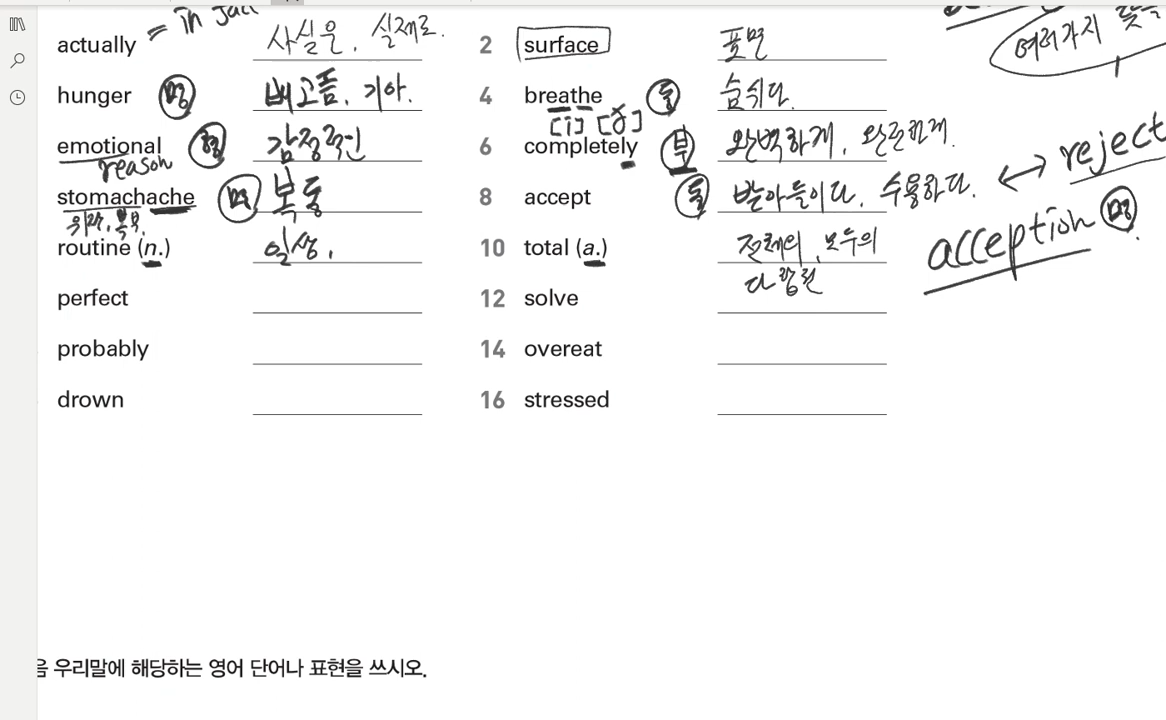 = in fact
actually 사실은, 실제로.
2 surface 표면
여러가지
hunger 명 배고픔, 기아.
4 breathe 동 숨쉬다.
[i] [ð]
emotional 형 감정적인
reason
6 completely 부 완벽하게, 완전하게.
stomachache 명 복통
위장, 복부.
8 accept 동 받아들이다, 수용하다. ↔ reject
acception 명
routine (n.) 일상,
10 total (a.) 전체의, 모두의
perfect
12 solve
probably
14 overeat
drown
16 stressed
음 우리말에 해당하는 영어 단어나 표현을 쓰시오.